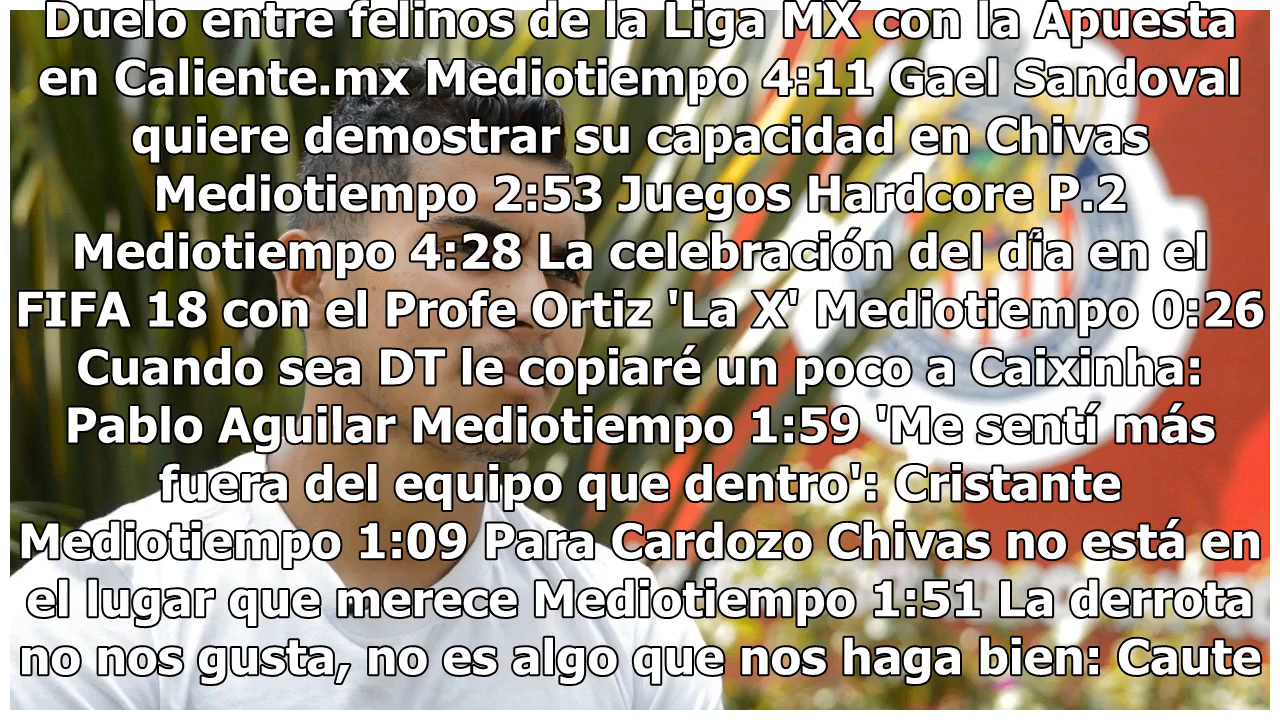 Duelo entre felinos de la Liga MX con la Apuesta
en Caliente.mx Mediotiempo 4:11 Gael Sandoval
quiere demostrar su capacidad en Chivas
Mediotiempo 2:53 Juegos Hardcore P.2
Mediotiempo 4:28 La celebración del día en el
FIFA 18 con el Profe Ortiz 'La X' Mediotiempo 0:26
Cuando sea DT le copiaré un poco a Caixinha:
Pablo Aguilar Mediotiempo 1:59 'Me sentí más
fuera del equipo que dentro': Cristante
Mediotiempo 1:09 Para Cardozo Chivas no está en
el lugar que merece Mediotiempo 1:51 La derrota
no nos gusta, no es algo que nos haga bien: Caute